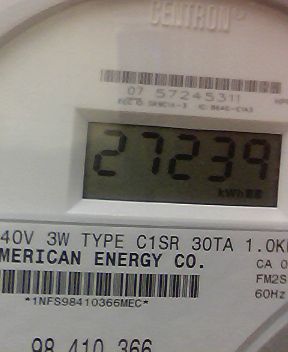 CENTRON
07 57245311
27239
kWh
40V 3W TYPE C1SR 30TA 1.0K
MERICAN ENERGY CO.
CA 0
FM2S
60Hz
*1NFS98410366MEC*
98 410 366